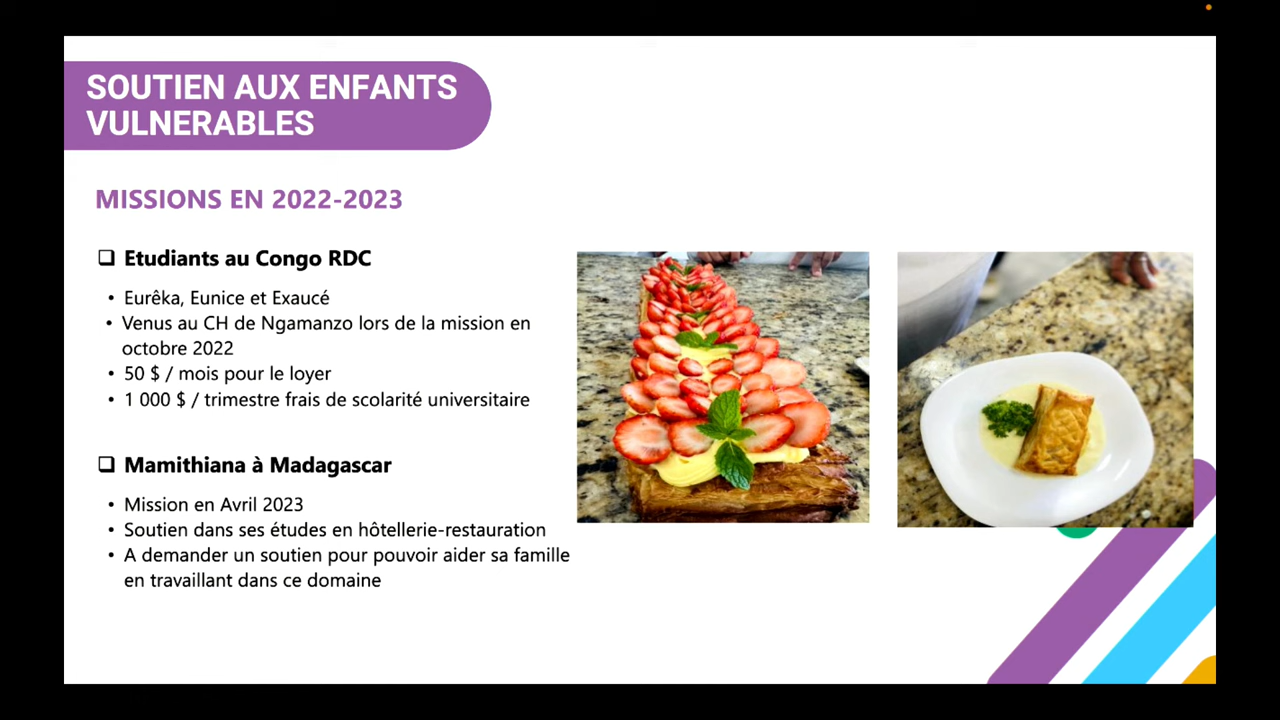 SOUTIEN AUX ENFANTS
VULNERABLES
MISSIONS EN 2022-2023
❑ Etudiants au Congo RDC
• Eurêka, Eunice et Exaucé
• Venus au CH de Ngamanzo lors de la mission en
octobre 2022
• 50 $ / mois pour le loyer
• 1 000 $ / trimestre frais de scolarité universitaire
❑ Mamithiana à Madagascar
• Mission en Avril 2023
• Soutien dans ses études en hôtellerie-restauration
• A demander un soutien pour pouvoir aider sa famille
en travaillant dans ce domaine